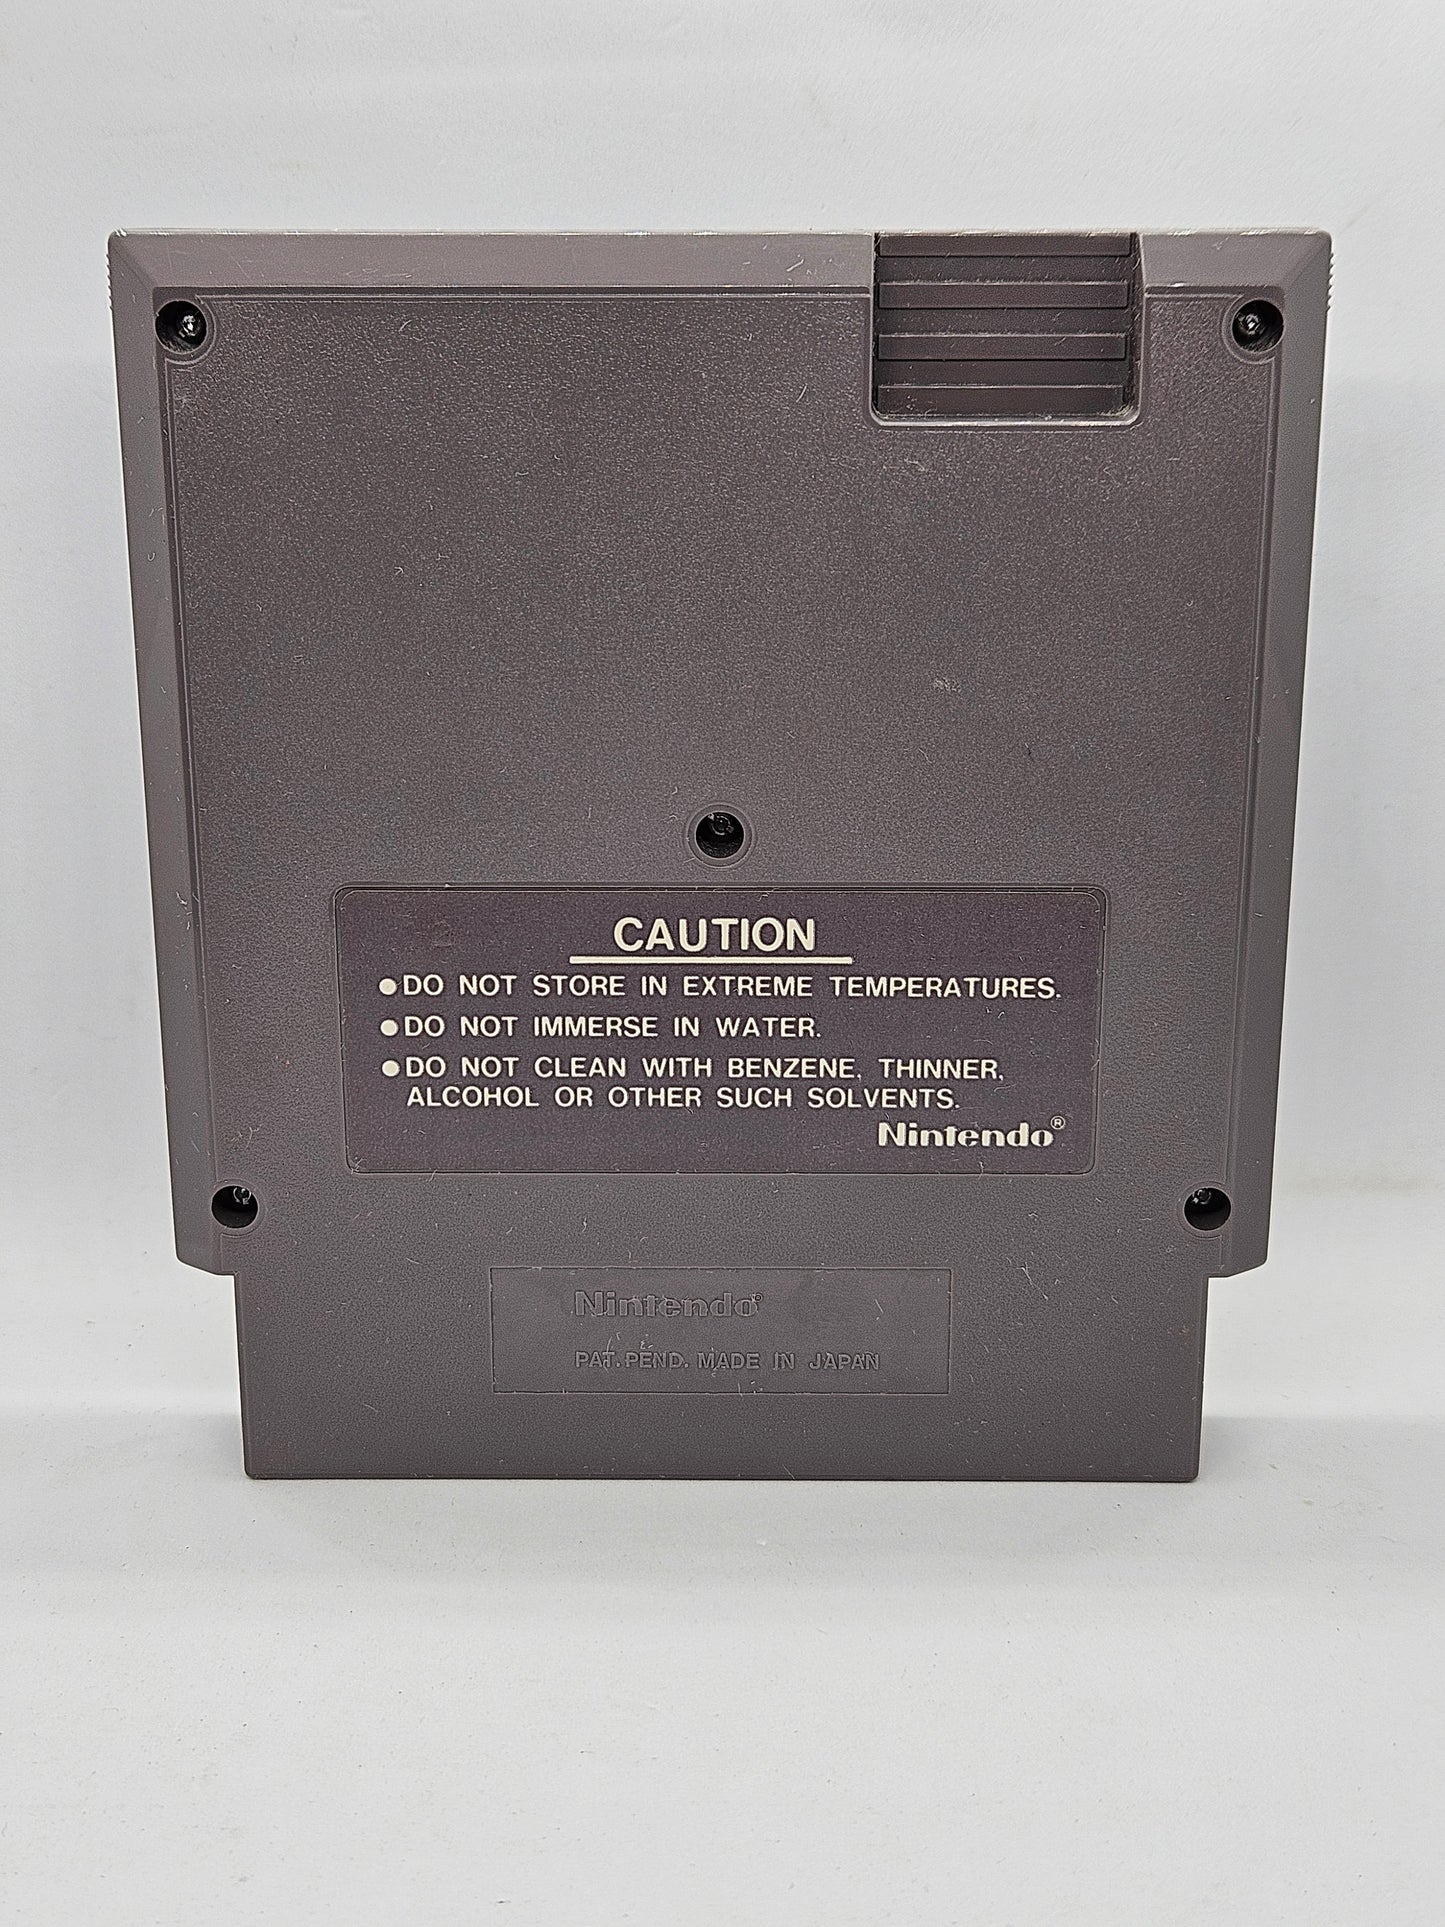 CAUTION
●DO NOT STORE IN EXTREME TEMPERATURES.
●DO NOT IMMERSE IN WATER.
●DO NOT CLEAN WITH BENZENE, THINNER,
ALCOHOL OR OTHER SUCH SOLVENTS.
Nintendo®
Nintendo®
PAT. PEND. MADE IN JAPAN